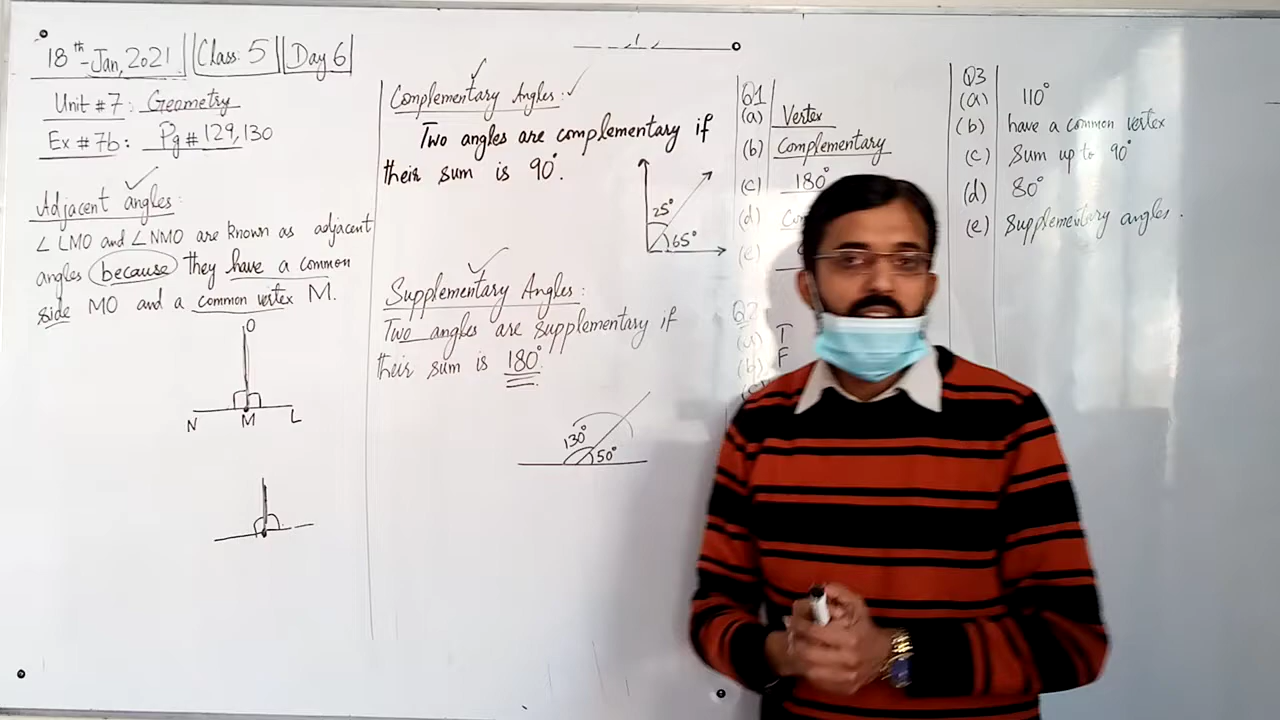 18th-Jan, 2021 Class: 5 Day 6
Unit # 7: Geometry
Ex # 7b: Pg # 129, 130
Adjacent angles:
∠LMO and ∠NMO are known as adjacent
angles because they have a common
side MO and a common vertex M.
O
N M L
Complementary Angles:
Two angles are complementary if
their sum is 90°.
25°
65°
Supplementary Angles:
Two angles are supplementary if
their sum is 180°.
130°
50°
Q1
(a) Vertex
(b) Complementary
(c) 180°
(d)
(e)
Q2
(a) T
(b) F
Q3
(a) 110°
(b) have a common vertex
(c) Sum up to 90°
(d) 80°
(e) Supplementary angles.